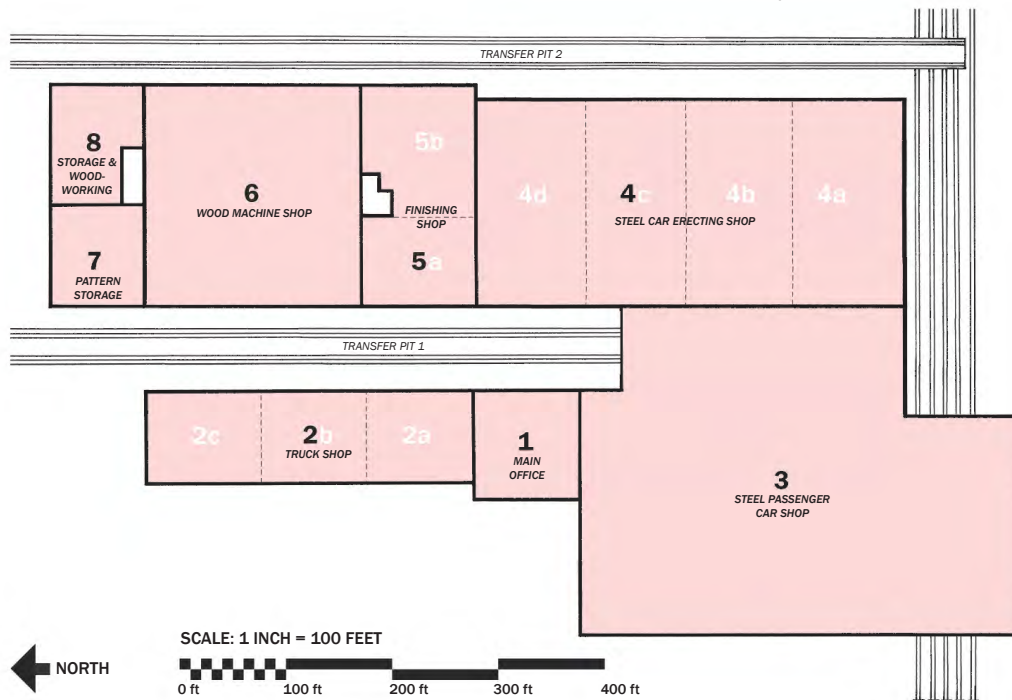 TRANSFER PIT 2
8
STORAGE &
WOOD-
WORKING
6
WOOD MACHINE SHOP
5b
FINISHING
SHOP
5a
4d
4c
4b
4a
STEEL CAR ERECTING SHOP
7
PATTERN
STORAGE
TRANSFER PIT 1
2c
2b
2a
TRUCK SHOP
1
MAIN
OFFICE
3
STEEL PASSENGER
CAR SHOP
SCALE: 1 INCH = 100 FEET
NORTH
0 ft
100 ft
200 ft
300 ft
400 ft